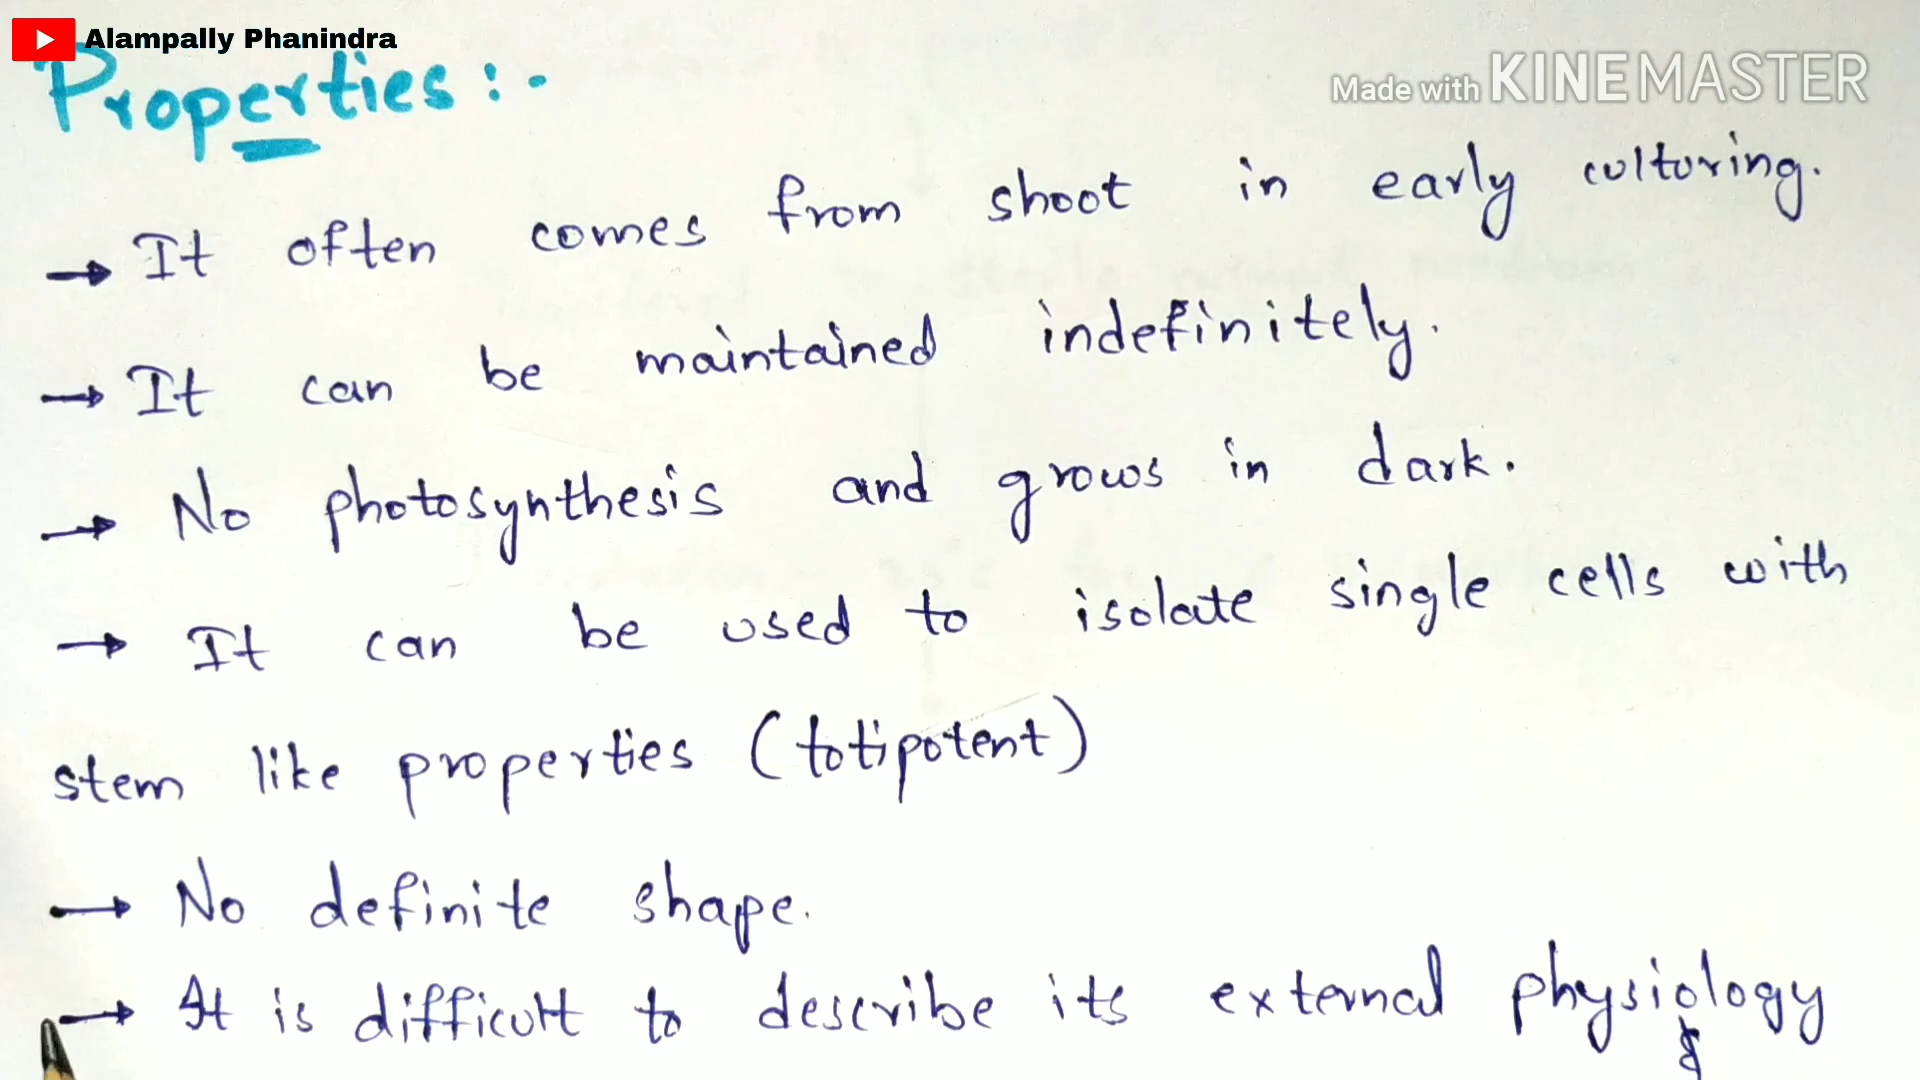 Alampally Phanindra
Made with KINEMASTER
Properties :-
→ It often comes from shoot in early culturing.
→ It can be maintained indefinitely.
→ No photosynthesis and grows in dark.
→ It can be used to isolate single cells with
stem like properties (totipotent)
→ No definite shape.
→ It is difficult to describe its external physiology